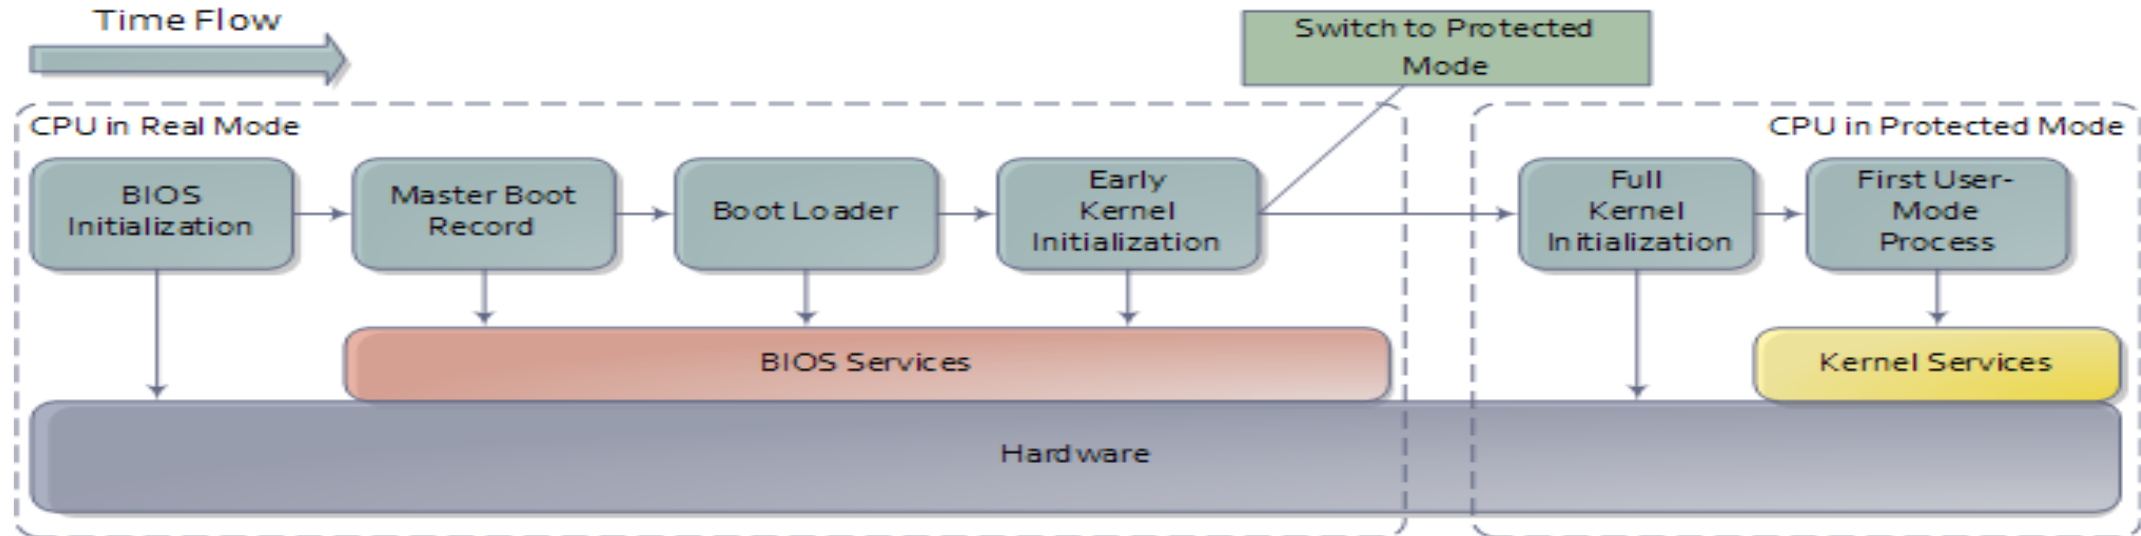 Time Flow
Switch to Protected
Mode
CPU in Real Mode
CPU in Protected Mode
BIOS
Initialization
Master Boot
Record
Boot Loader
Early
Kernel
Initialization
Full
Kernel
Initialization
First User-
Mode
Process
BIOS Services
Kernel Services
Hardware